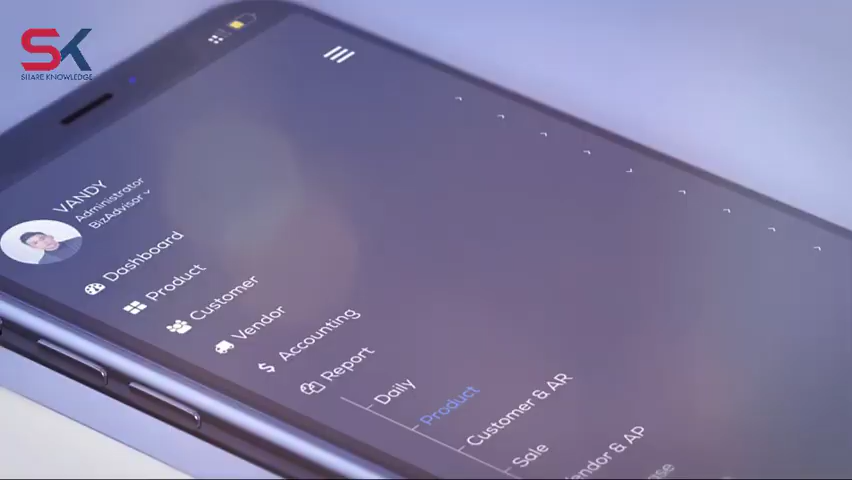 SK
SHARE KNOWLEDGE
VANDY
Administrator
BizAdvisor
Dashboard
Product
Customer
Vendor
Accounting
Report
Daily
Product
Customer & AR
Sale
Vendor & AP